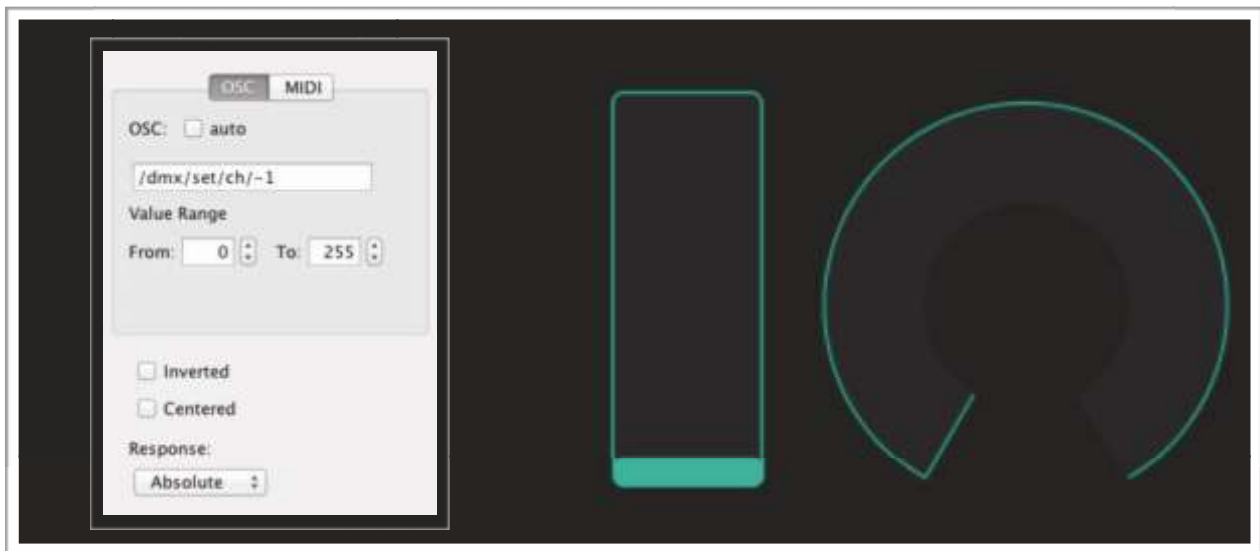 OSC MIDI
OSC: auto
/dmx/set/ch/~1
Value Range
From: 0 To: 255
Inverted
Centered
Response:
Absolute